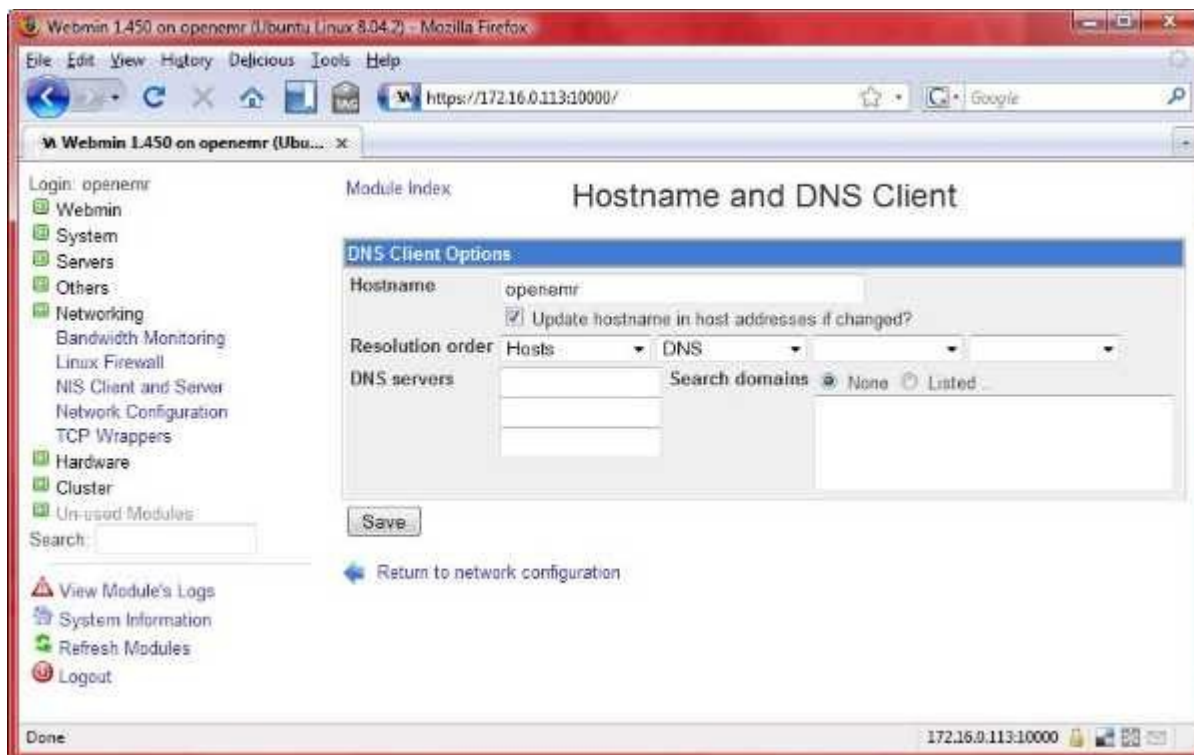 Webmin 1.450 on openemr (Ubuntu Linux 8.04.2) - Mozilla Firefox
File Edit View History Delicious Tools Help
https://172.16.0.113:10000/ Google
Webmin 1.450 on openemr (Ubu...
Login: openemr
Webmin
System
Servers
Others
Networking
Bandwidth Monitoring
Linux Firewall
NIS Client and Server
Network Configuration
TCP Wrappers
Hardware
Cluster
Un-used Modules
Search:
View Module's Logs
System Information
Refresh Modules
Logout
Module Index
Hostname and DNS Client
DNS Client Options
Hostname openemr
Update hostname in host addresses if changed?
Resolution order Hosts DNS
DNS servers Search domains None Listed ..
Save
Return to network configuration
Done 172.16.0.113:10000